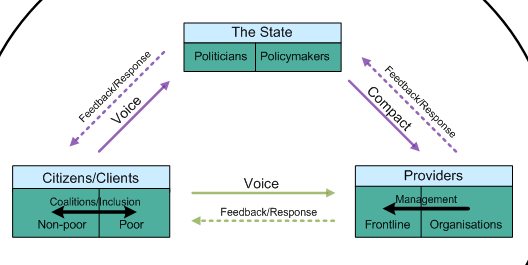 The State
Politicians
Policymakers
Feedback/Response
Voice
Feedback/Response
Compact
Citizens/Clients
Coalitions/Inclusion
Non-poor
Poor
Voice
Feedback/Response
Providers
Management
Frontline
Organisations